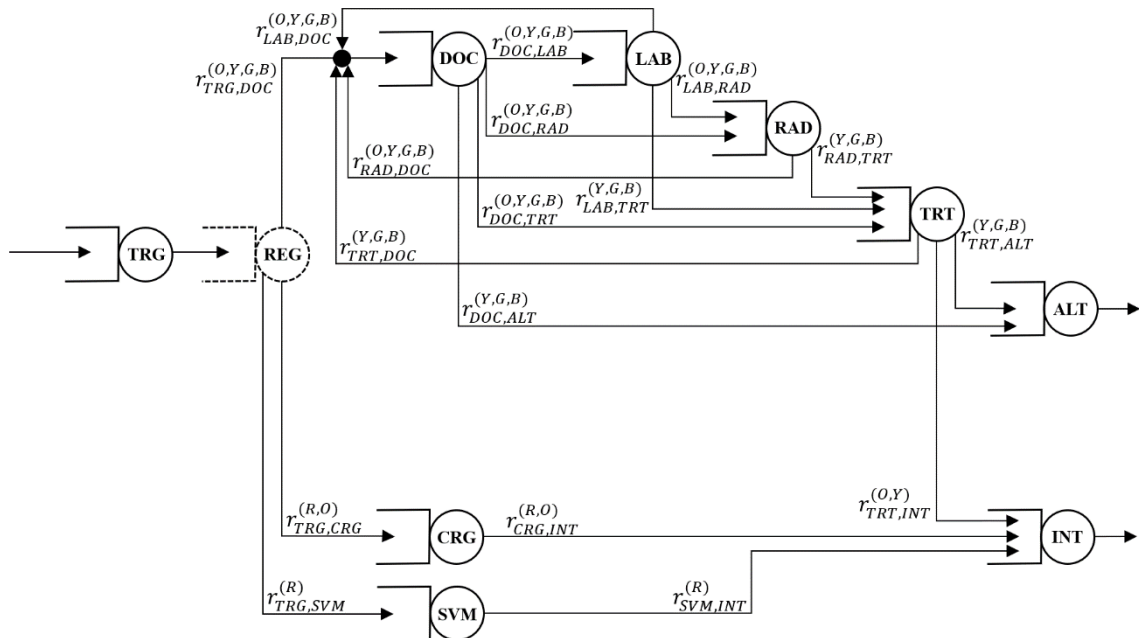 r_{LAB,DOC}^{(O,Y,G,B)}
DOC
r_{DOC,LAB}^{(O,Y,G,B)}
LAB
r_{TRG,DOC}^{(O,Y,G,B)}
r_{LAB,RAD}^{(O,Y,G,B)}
r_{DOC,RAD}^{(O,Y,G,B)}
RAD
r_{RAD,DOC}^{(O,Y,G,B)}
r_{RAD,TRT}^{(Y,G,B)}
r_{LAB,TRT}^{(Y,G,B)}
r_{DOC,TRT}^{(O,Y,G,B)}
TRT
TRG
REG
r_{TRT,DOC}^{(Y,G,B)}
r_{TRT,ALT}^{(Y,G,B)}
r_{DOC,ALT}^{(Y,G,B)}
ALT
r_{TRG,CRG}^{(R,O)}
CRG
r_{CRG,INT}^{(R,O)}
r_{TRT,INT}^{(O,Y)}
INT
r_{TRG,SVM}^{(R)}
SVM
r_{SVM,INT}^{(R)}